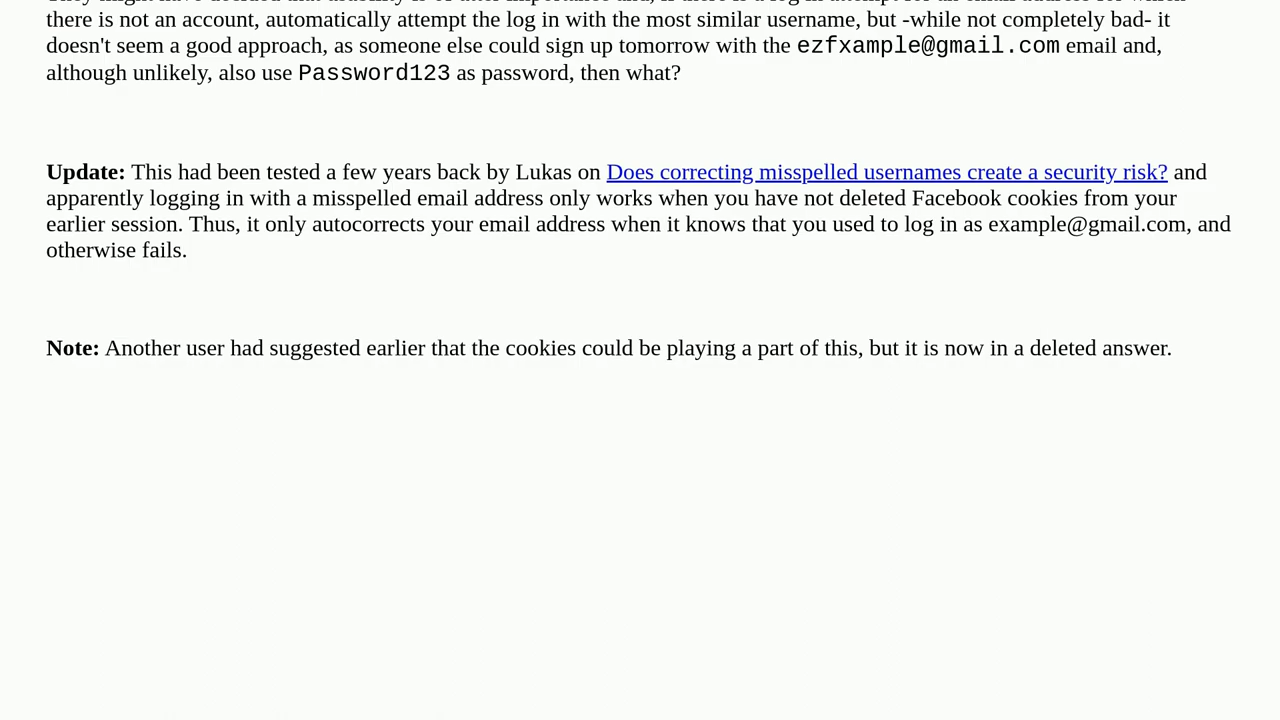 there is not an account, automatically attempt the log in with the most similar username, but -while not completely bad- it
doesn't seem a good approach, as someone else could sign up tomorrow with the ezfxample@gmail.com email and,
although unlikely, also use Password123 as password, then what?
Update: This had been tested a few years back by Lukas on Does correcting misspelled usernames create a security risk? and
apparently logging in with a misspelled email address only works when you have not deleted Facebook cookies from your
earlier session. Thus, it only autocorrects your email address when it knows that you used to log in as example@gmail.com, and
otherwise fails.
Note: Another user had suggested earlier that the cookies could be playing a part of this, but it is now in a deleted answer.